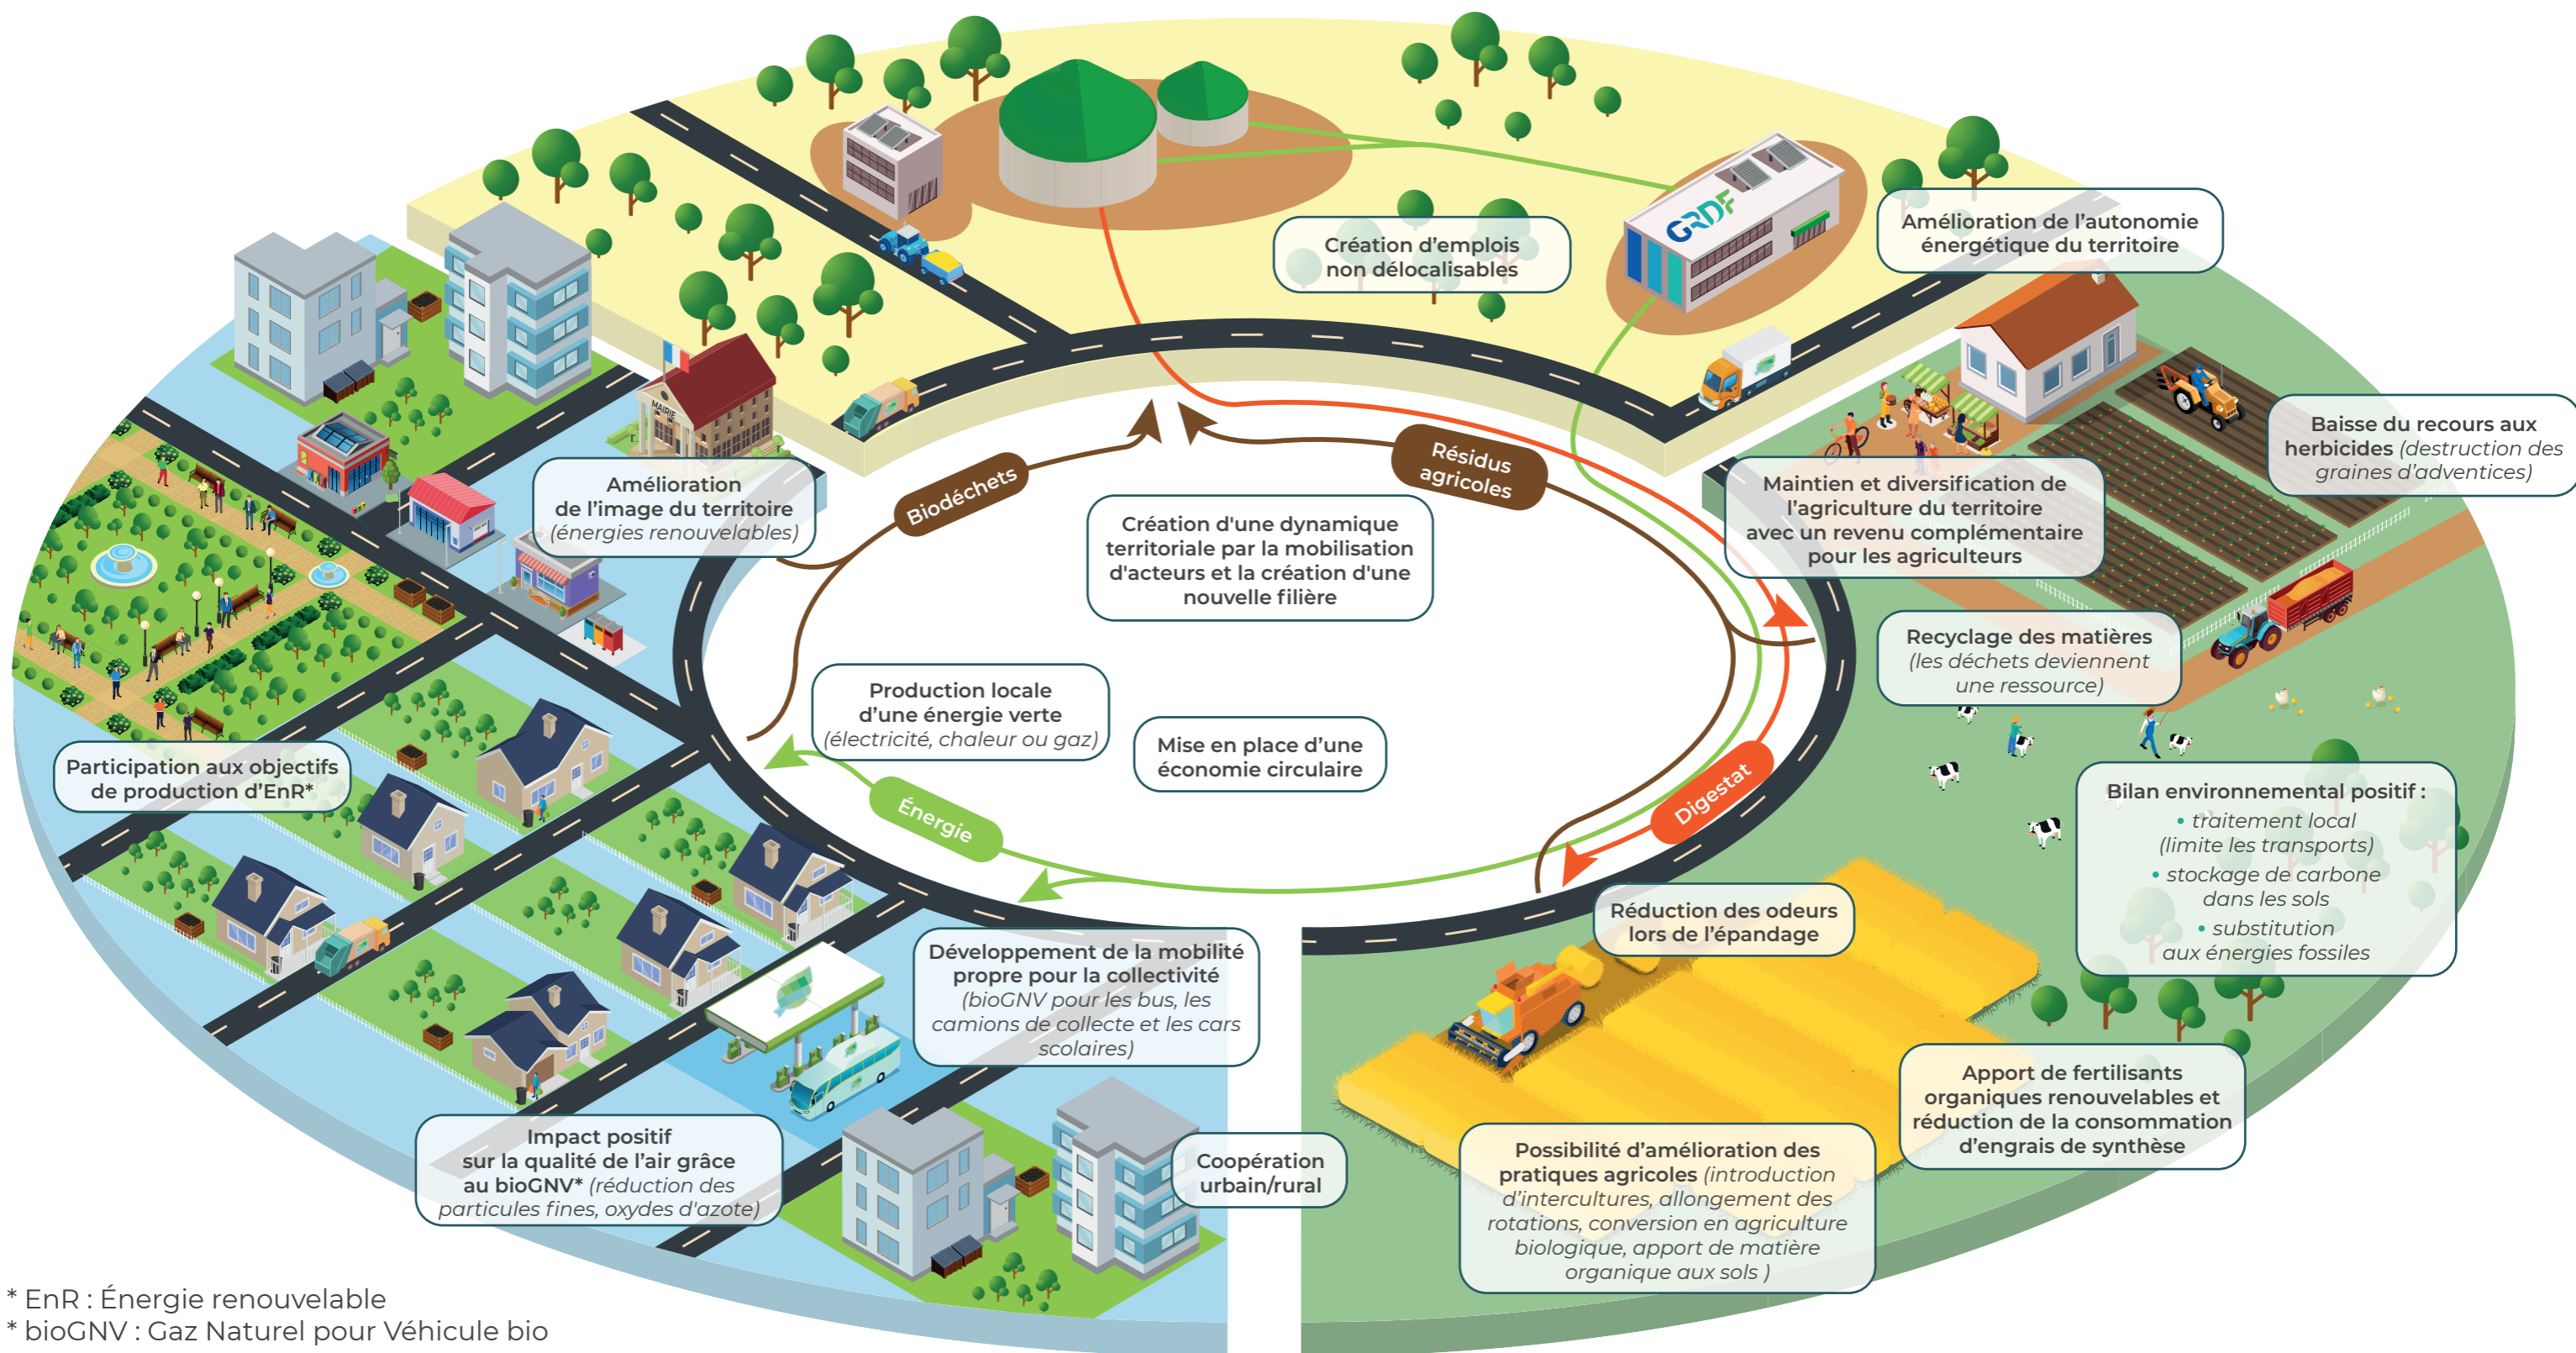 GRDF
Création d’emplois
non délocalisables
Amélioration de l’autonomie
énergétique du territoire
MAIRIE
Baisse du recours aux
herbicides (destruction des
graines d’adventices)
Amélioration
de l’image du territoire
(énergies renouvelables)
Biodéchets
Résidus
agricoles
Création d'une dynamique
territoriale par la mobilisation
d'acteurs et la création d'une
nouvelle filière
Maintien et diversification de
l’agriculture du territoire
avec un revenu complémentaire
pour les agriculteurs
Recyclage des matières
(les déchets deviennent
une ressource)
Production locale
d’une énergie verte
(électricité, chaleur ou gaz)
Mise en place d’une
économie circulaire
Participation aux objectifs
de production d’EnR*
Énergie
Digestat
Bilan environnemental positif :
• traitement local
(limite les transports)
• stockage de carbone
dans les sols
• substitution
aux énergies fossiles
Réduction des odeurs
lors de l’épandage
Développement de la mobilité
propre pour la collectivité
(bioGNV pour les bus, les
camions de collecte et les cars
scolaires)
Apport de fertilisants
organiques renouvelables et
réduction de la consommation
d’engrais de synthèse
Impact positif
sur la qualité de l’air grâce
au bioGNV* (réduction des
particules fines, oxydes d'azote)
Coopération
urbain/rural
Possibilité d’amélioration des
pratiques agricoles (introduction
d’intercultures, allongement des
rotations, conversion en agriculture
biologique, apport de matière
organique aux sols )
* EnR : Énergie renouvelable
* bioGNV : Gaz Naturel pour Véhicule bio